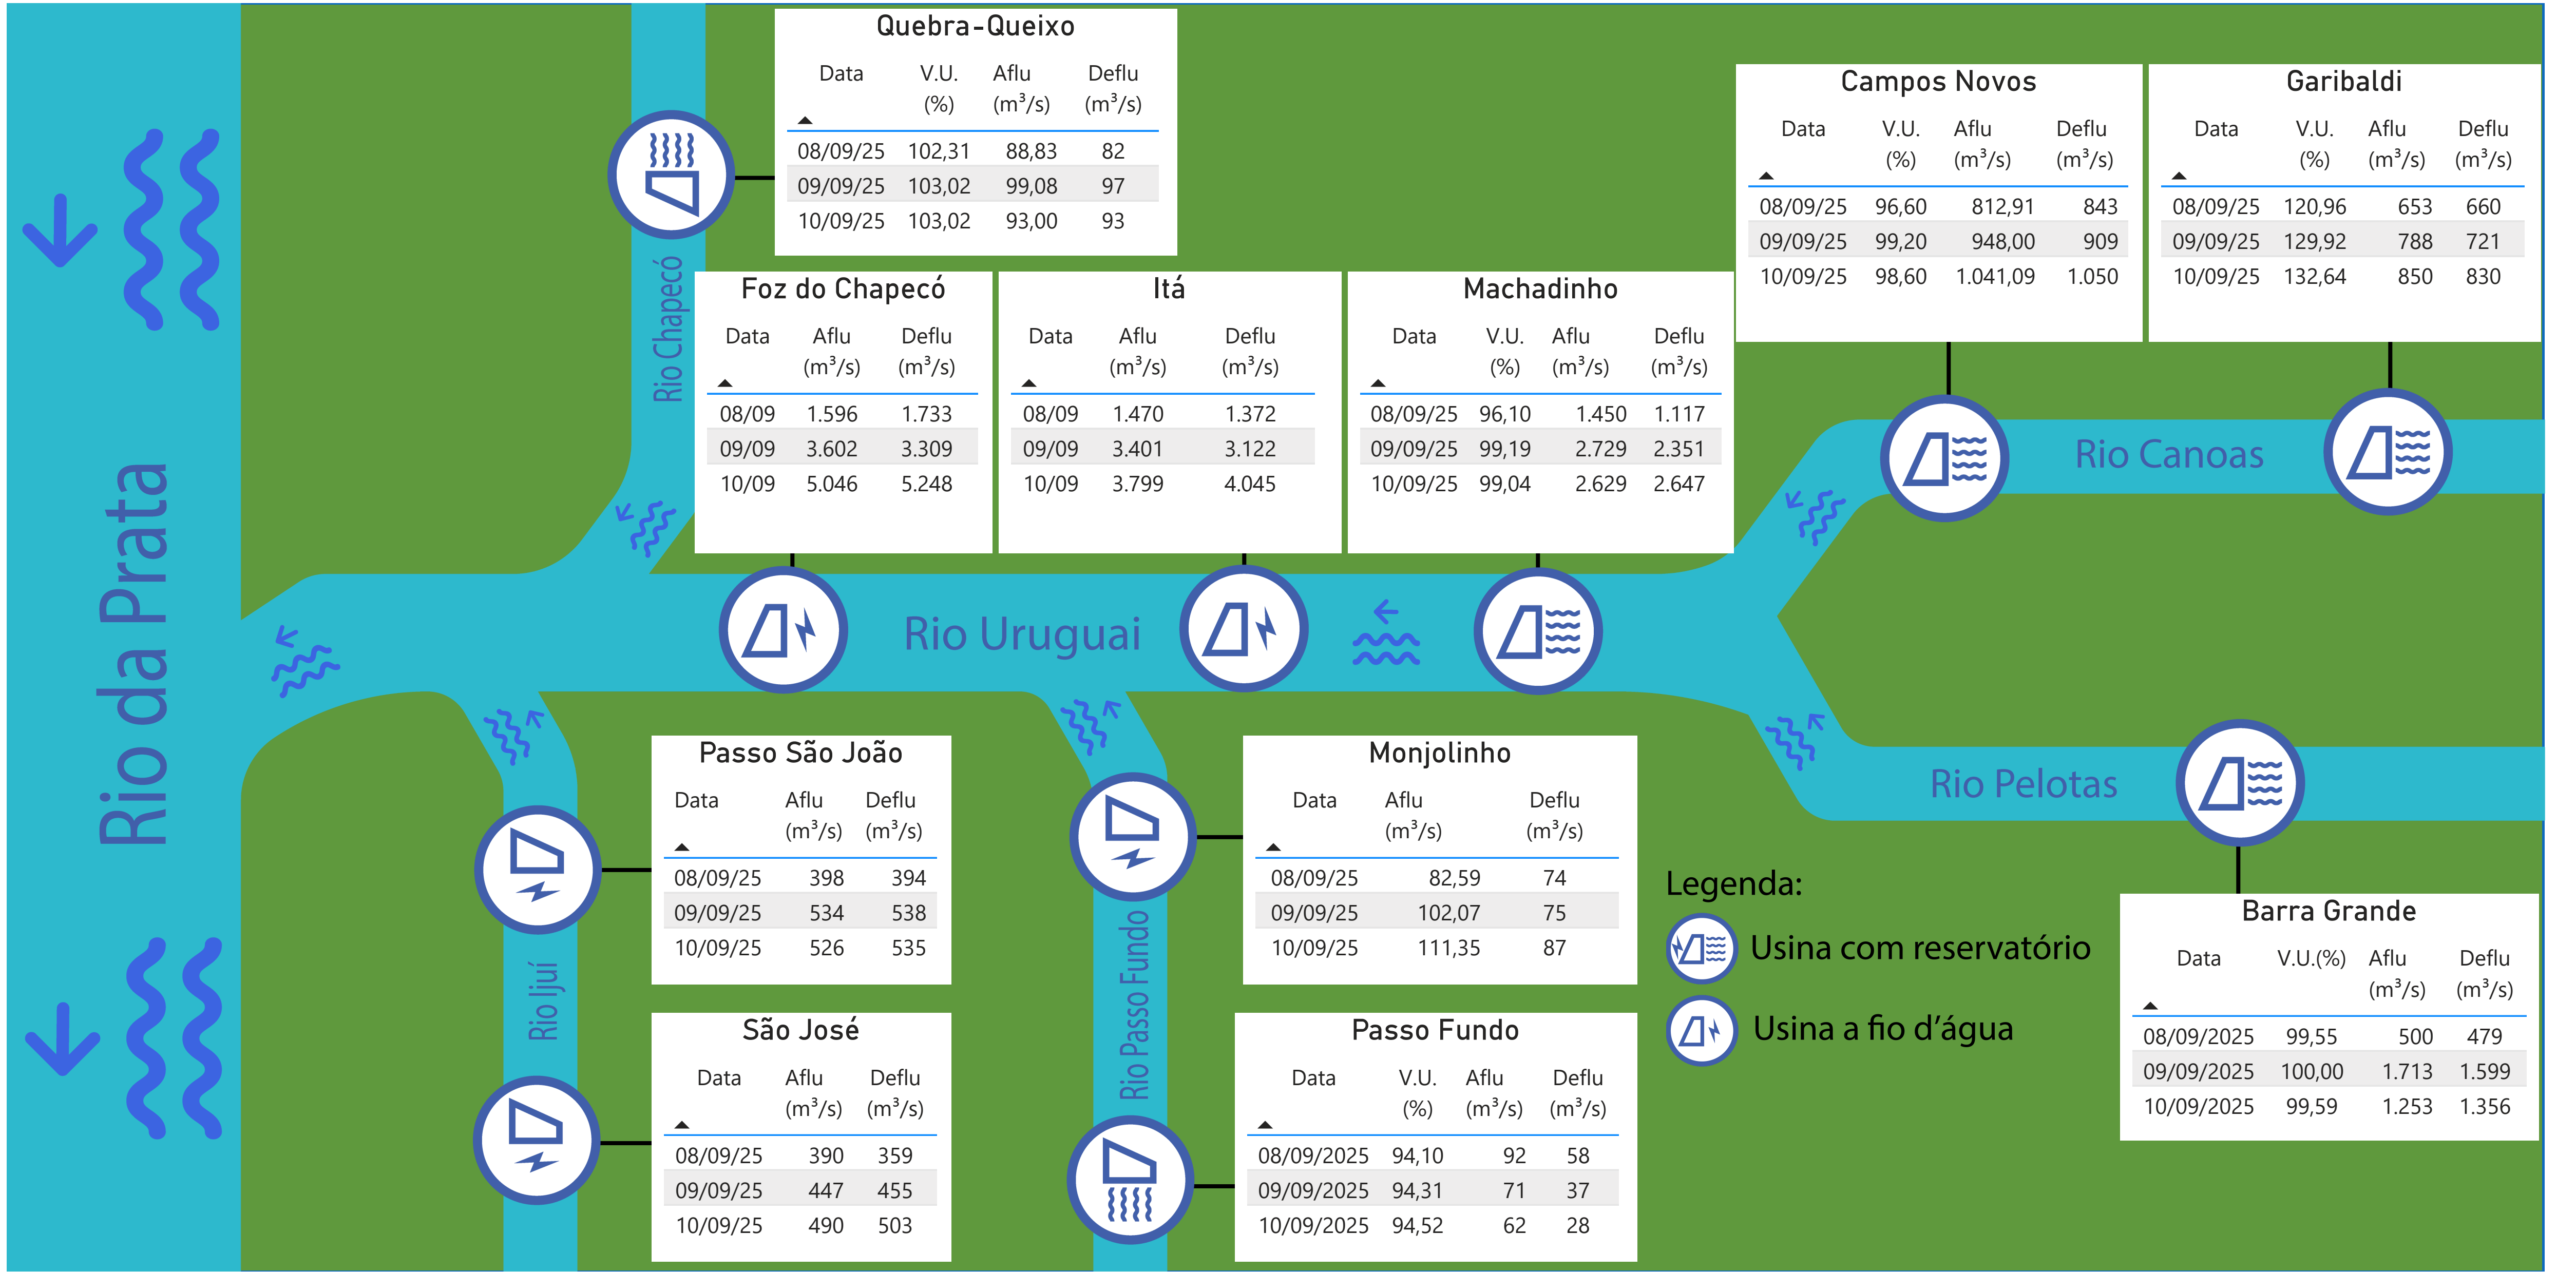 Quebra-Queixo
Data V.U. (%) Aflu (m³/s) Deflu (m³/s)
08/09/25 102,31 88,83 82
09/09/25 103,02 99,08 97
10/09/25 103,02 93,00 93
Campos Novos
Data V.U. (%) Aflu (m³/s) Deflu (m³/s)
08/09/25 96,60 812,91 843
09/09/25 99,20 948,00 909
10/09/25 98,60 1.041,09 1.050
Garibaldi
Data V.U. (%) Aflu (m³/s) Deflu (m³/s)
08/09/25 120,96 653 660
09/09/25 129,92 788 721
10/09/25 132,64 850 830
Rio Chapecó
Foz do Chapecó
Data Aflu (m³/s) Deflu (m³/s)
08/09 1.596 1.733
09/09 3.602 3.309
10/09 5.046 5.248
Itá
Data Aflu (m³/s) Deflu (m³/s)
08/09 1.470 1.372
09/09 3.401 3.122
10/09 3.799 4.045
Machadinho
Data V.U. (%) Aflu (m³/s) Deflu (m³/s)
08/09/25 96,10 1.450 1.117
09/09/25 99,19 2.729 2.351
10/09/25 99,04 2.629 2.647
Rio Canoas
Rio da Prata
Rio Uruguai
Rio Pelotas
Passo São João
Data Aflu (m³/s) Deflu (m³/s)
08/09/25 398 394
09/09/25 534 538
10/09/25 526 535
Monjolinho
Data Aflu (m³/s) Deflu (m³/s)
08/09/25 82,59 74
09/09/25 102,07 75
10/09/25 111,35 87
Rio Ijuí
Rio Passo Fundo
São José
Data Aflu (m³/s) Deflu (m³/s)
08/09/25 390 359
09/09/25 447 455
10/09/25 490 503
Passo Fundo
Data V.U. (%) Aflu (m³/s) Deflu (m³/s)
08/09/2025 94,10 92 58
09/09/2025 94,31 71 37
10/09/2025 94,52 62 28
Legenda:
Usina com reservatório
Usina a fio d’água
Barra Grande
Data V.U.(%) Aflu (m³/s) Deflu (m³/s)
08/09/2025 99,55 500 479
09/09/2025 100,00 1.713 1.599
10/09/2025 99,59 1.253 1.356